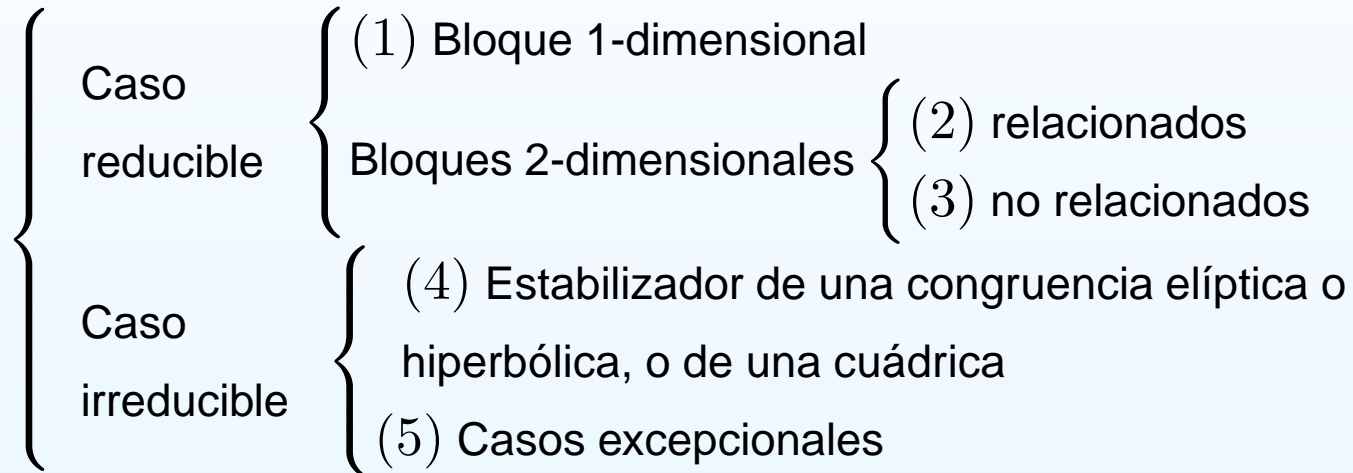 Caso
reducible
(1) Bloque 1-dimensional
Bloques 2-dimensionales
(2) relacionados
(3) no relacionados
Caso
irreducible
(4) Estabilizador de una congruencia elíptica o
hiperbólica, o de una cuádrica
(5) Casos excepcionales